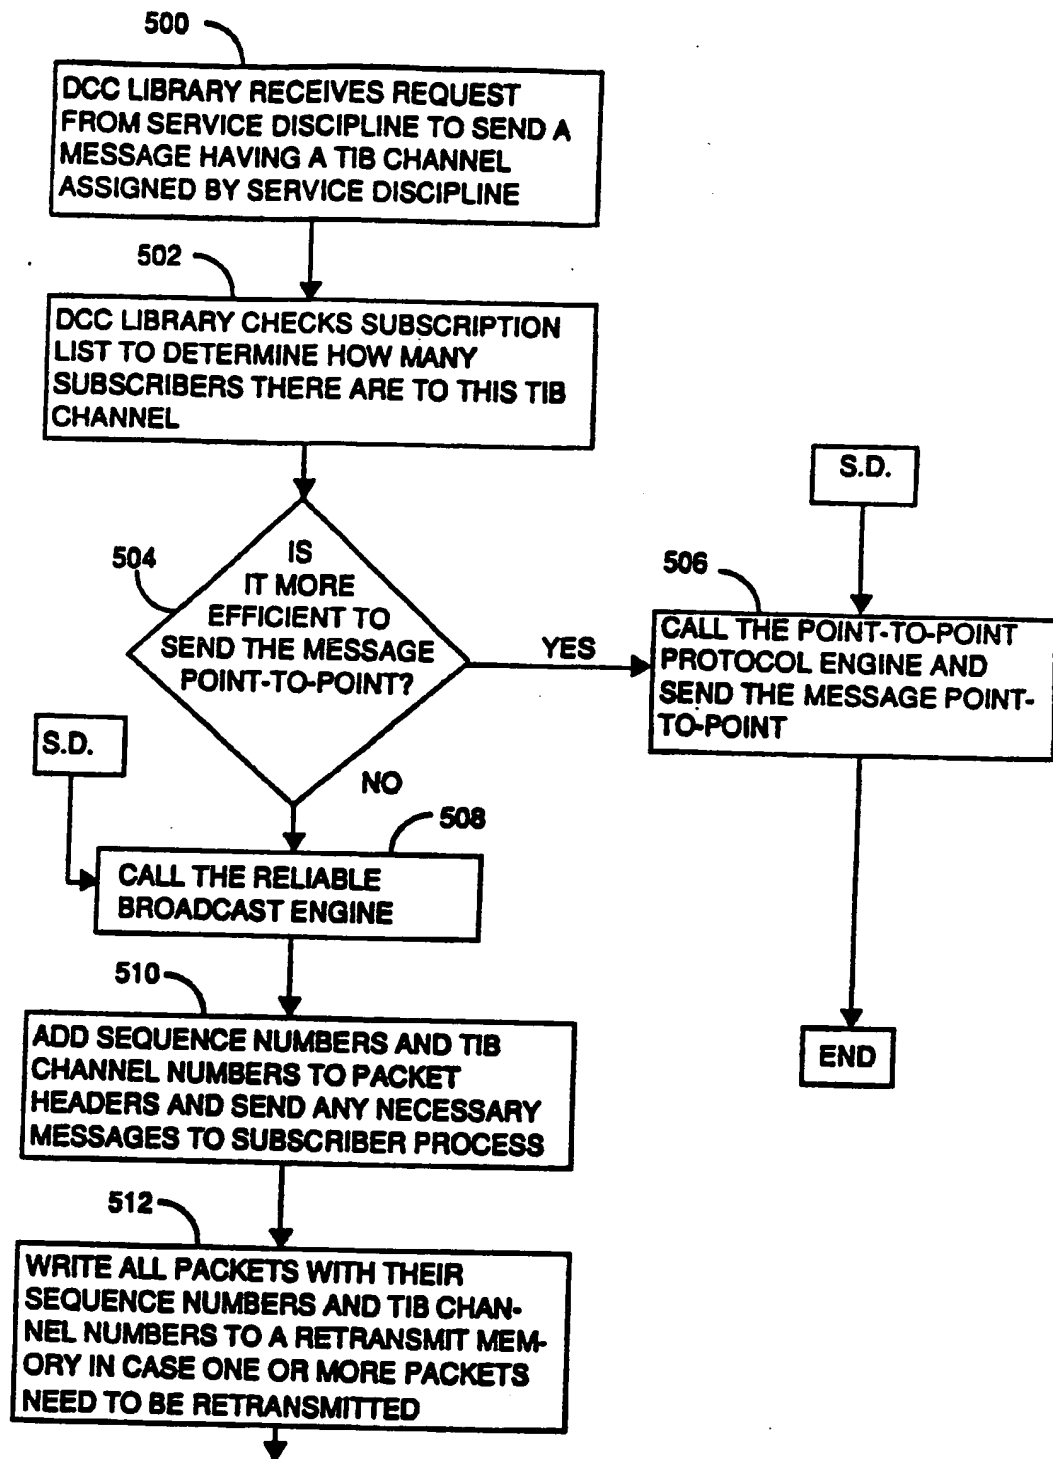 500
DCC LIBRARY RECEIVES REQUEST
FROM SERVICE DISCIPLINE TO SEND A
MESSAGE HAVING A TIB CHANNEL
ASSIGNED BY SERVICE DISCIPLINE
502
DCC LIBRARY CHECKS SUBSCRIPTION
LIST TO DETERMINE HOW MANY
SUBSCRIBERS THERE ARE TO THIS TIB
CHANNEL
504
IS
IT MORE
EFFICIENT TO
SEND THE MESSAGE
POINT-TO-POINT?
YES
NO
S.D.
506
CALL THE POINT-TO-POINT
PROTOCOL ENGINE AND
SEND THE MESSAGE POINT-
TO-POINT
END
S.D.
508
CALL THE RELIABLE
BROADCAST ENGINE
510
ADD SEQUENCE NUMBERS AND TIB
CHANNEL NUMBERS TO PACKET
HEADERS AND SEND ANY NECESSARY
MESSAGES TO SUBSCRIBER PROCESS
512
WRITE ALL PACKETS WITH THEIR
SEQUENCE NUMBERS AND TIB CHAN-
NEL NUMBERS TO A RETRANSMIT MEM-
ORY IN CASE ONE OR MORE PACKETS
NEED TO BE RETRANSMITTED